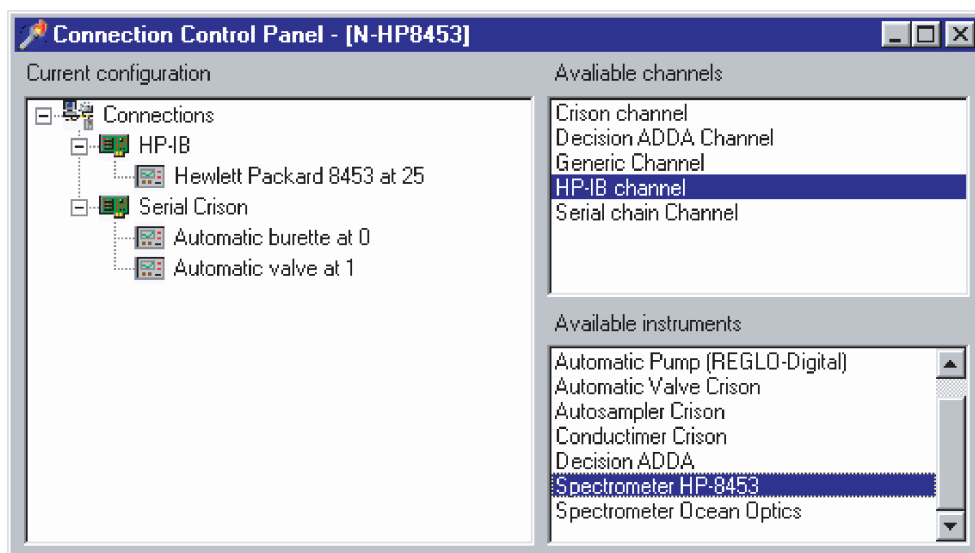 Connection Control Panel - [N-HP8453]
Current configuration
Connections
HP-IB
Hewlett Packard 8453 at 25
Serial Crison
Automatic burette at 0
Automatic valve at 1
Avaliable channels
Crison channel
Decision ADDA Channel
Generic Channel
HP-IB channel
Serial chain Channel
Available instruments
Automatic Pump (REGLO-Digital)
Automatic Valve Crison
Autosampler Crison
Conductimer Crison
Decision ADDA
Spectrometer HP-8453
Spectrometer Ocean Optics